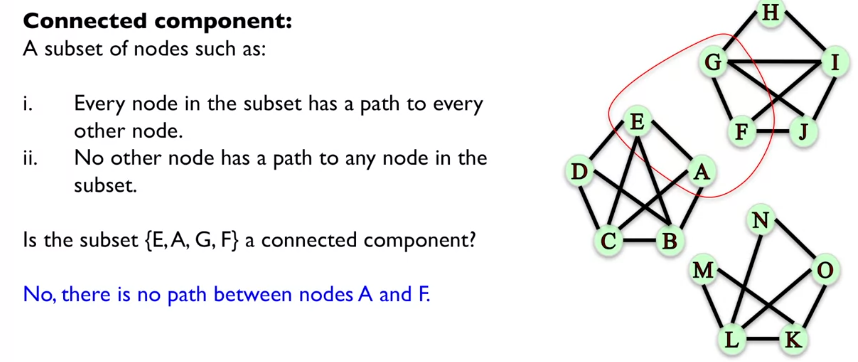 Connected component:
A subset of nodes such as:
i. Every node in the subset has a path to every
other node.
ii. No other node has a path to any node in the
subset.
Is the subset {E, A, G, F} a connected component?
No, there is no path between nodes A and F.
H
G
I
F
J
E
D
A
C
B
N
M
O
L
K